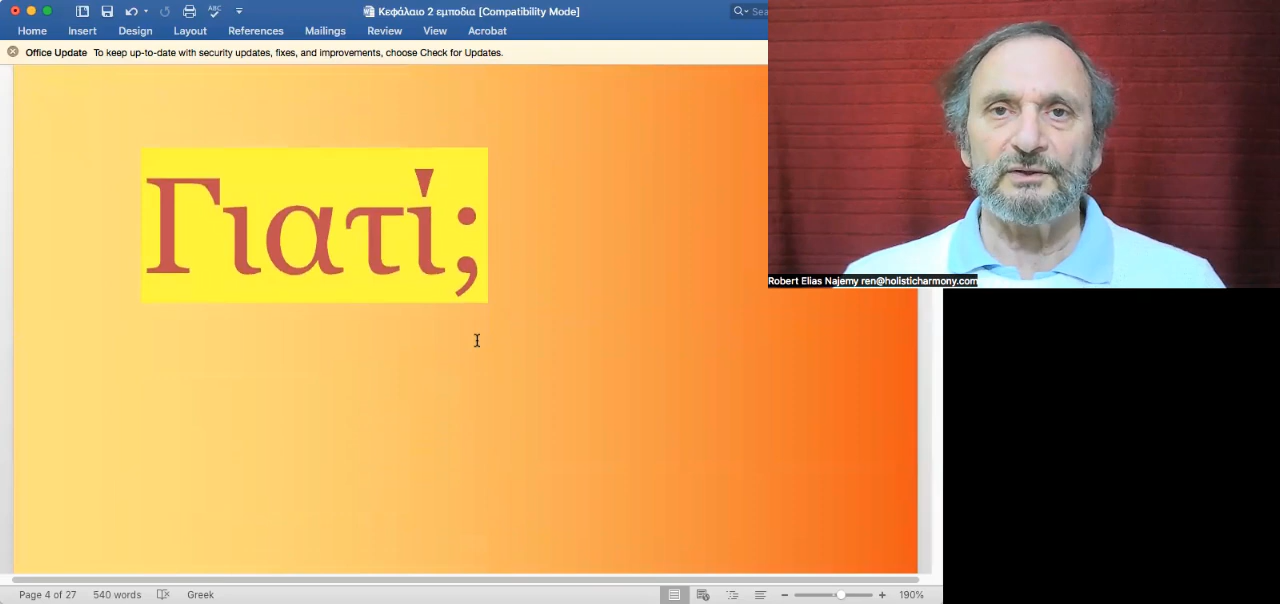 ABC
Κεφάλαιο 2 εμποδια [Compatibility Mode]
Home Insert Design Layout References Mailings Review View Acrobat
Office Update To keep up-to-date with security updates, fixes, and improvements, choose Check for Updates.
Γιατί;
Robert Elias Najemy ren@holisticharmony.com
Page 4 of 27 540 words Greek 190%